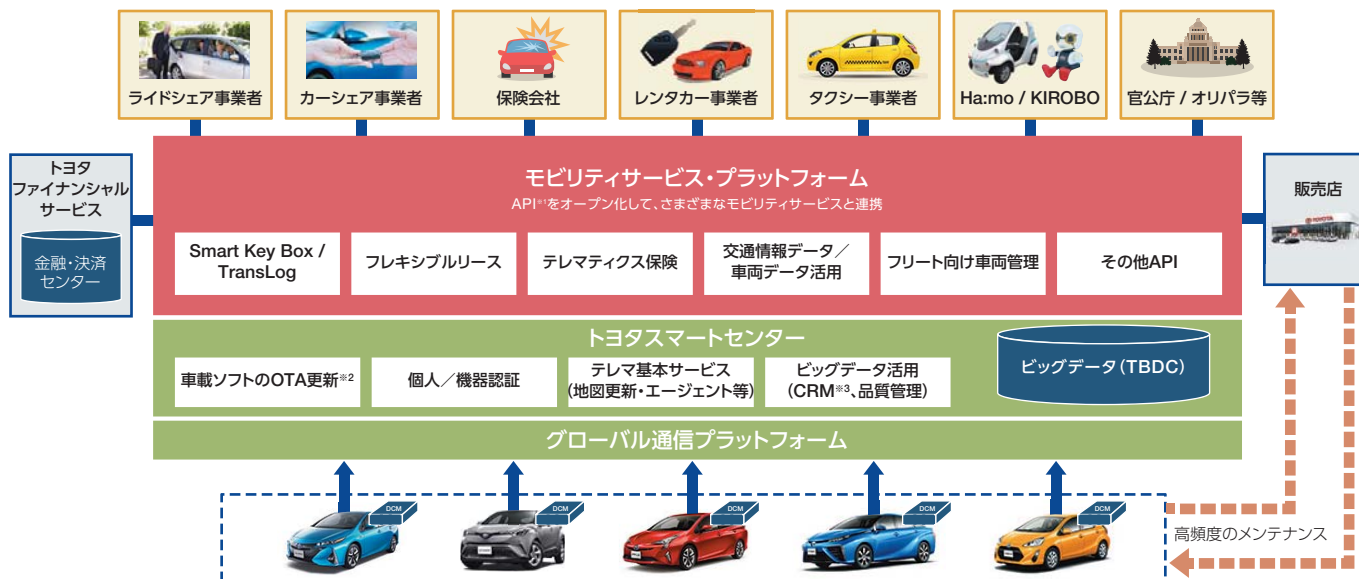 ライドシェア事業者
カーシェア事業者
保険会社
レンタカー事業者
タクシー事業者
Ha:mo / KIROBO
官公庁 / オリパラ等
トヨタ
ファイナンシャル
サービス
金融・決済
センター
モビリティサービス・プラットフォーム
API※1をオープン化して、さまざまなモビリティサービスと連携
Smart Key Box /
TransLog
フレキシブルリース
テレマティクス保険
交通情報データ／
車両データ活用
フリート向け車両管理
その他API
販売店
TOYOTA
トヨタスマートセンター
車載ソフトのOTA更新※2
個人／機器認証
テレマ基本サービス
(地図更新・エージェント等)
ビッグデータ活用
(CRM※3、品質管理)
ビッグデータ(TBDC)
グローバル通信プラットフォーム
DCM
DCM
DCM
DCM
DCM
高頻度のメンテナンス